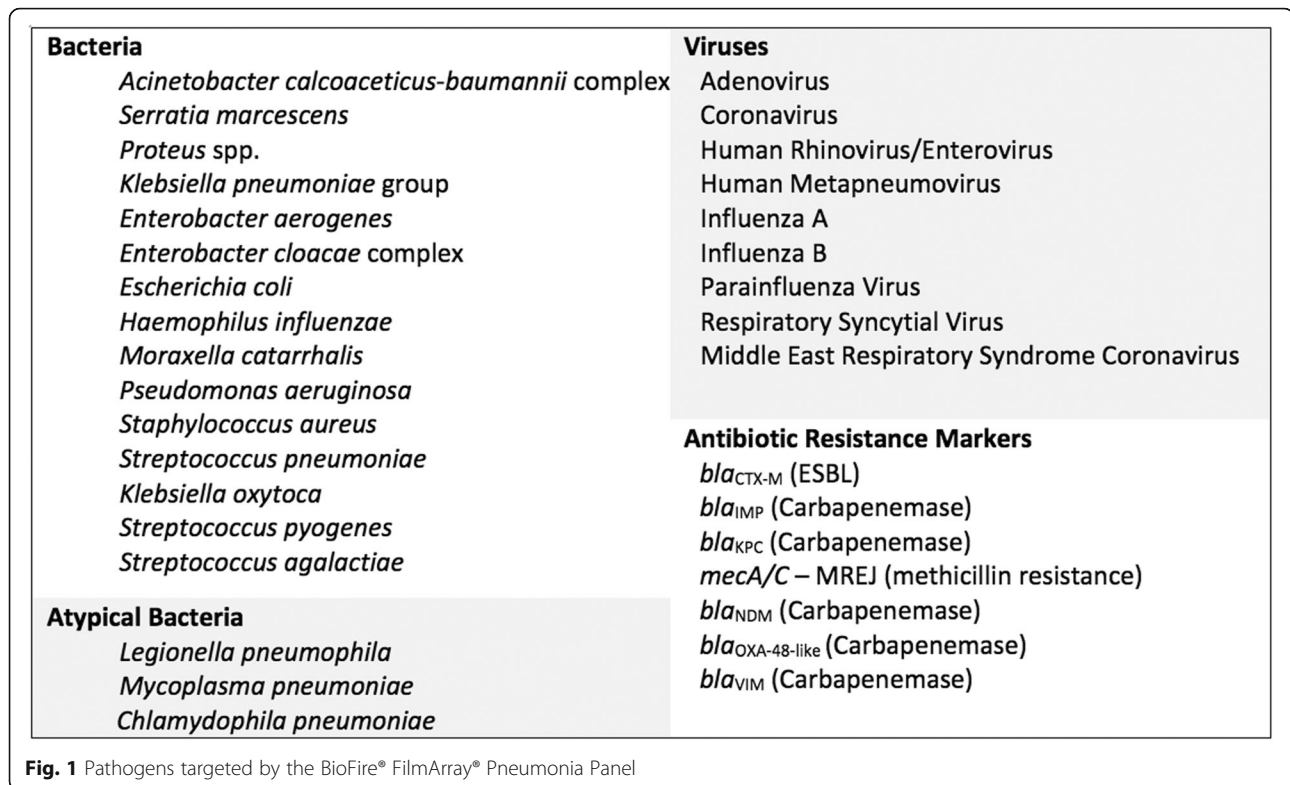 Bacteria
Acinetobacter calcoaceticus-baumannii complex
Serratia marcescens
Proteus spp.
Klebsiella pneumoniae group
Enterobacter aerogenes
Enterobacter cloacae complex
Escherichia coli
Haemophilus influenzae
Moraxella catarrhalis
Pseudomonas aeruginosa
Staphylococcus aureus
Streptococcus pneumoniae
Klebsiella oxytoca
Streptococcus pyogenes
Streptococcus agalactiae
Atypical Bacteria
Legionella pneumophila
Mycoplasma pneumoniae
Chlamydophila pneumoniae
Viruses
Adenovirus
Coronavirus
Human Rhinovirus/Enterovirus
Human Metapneumovirus
Influenza A
Influenza B
Parainfluenza Virus
Respiratory Syncytial Virus
Middle East Respiratory Syndrome Coronavirus
Antibiotic Resistance Markers
blaCTX-M (ESBL)
blaIMP (Carbapenemase)
blaKPC (Carbapenemase)
mecA/C – MREJ (methicillin resistance)
blaNDM (Carbapenemase)
blaOXA-48-like (Carbapenemase)
blaVIM (Carbapenemase)
Fig. 1 Pathogens targeted by the BioFire® FilmArray® Pneumonia Panel